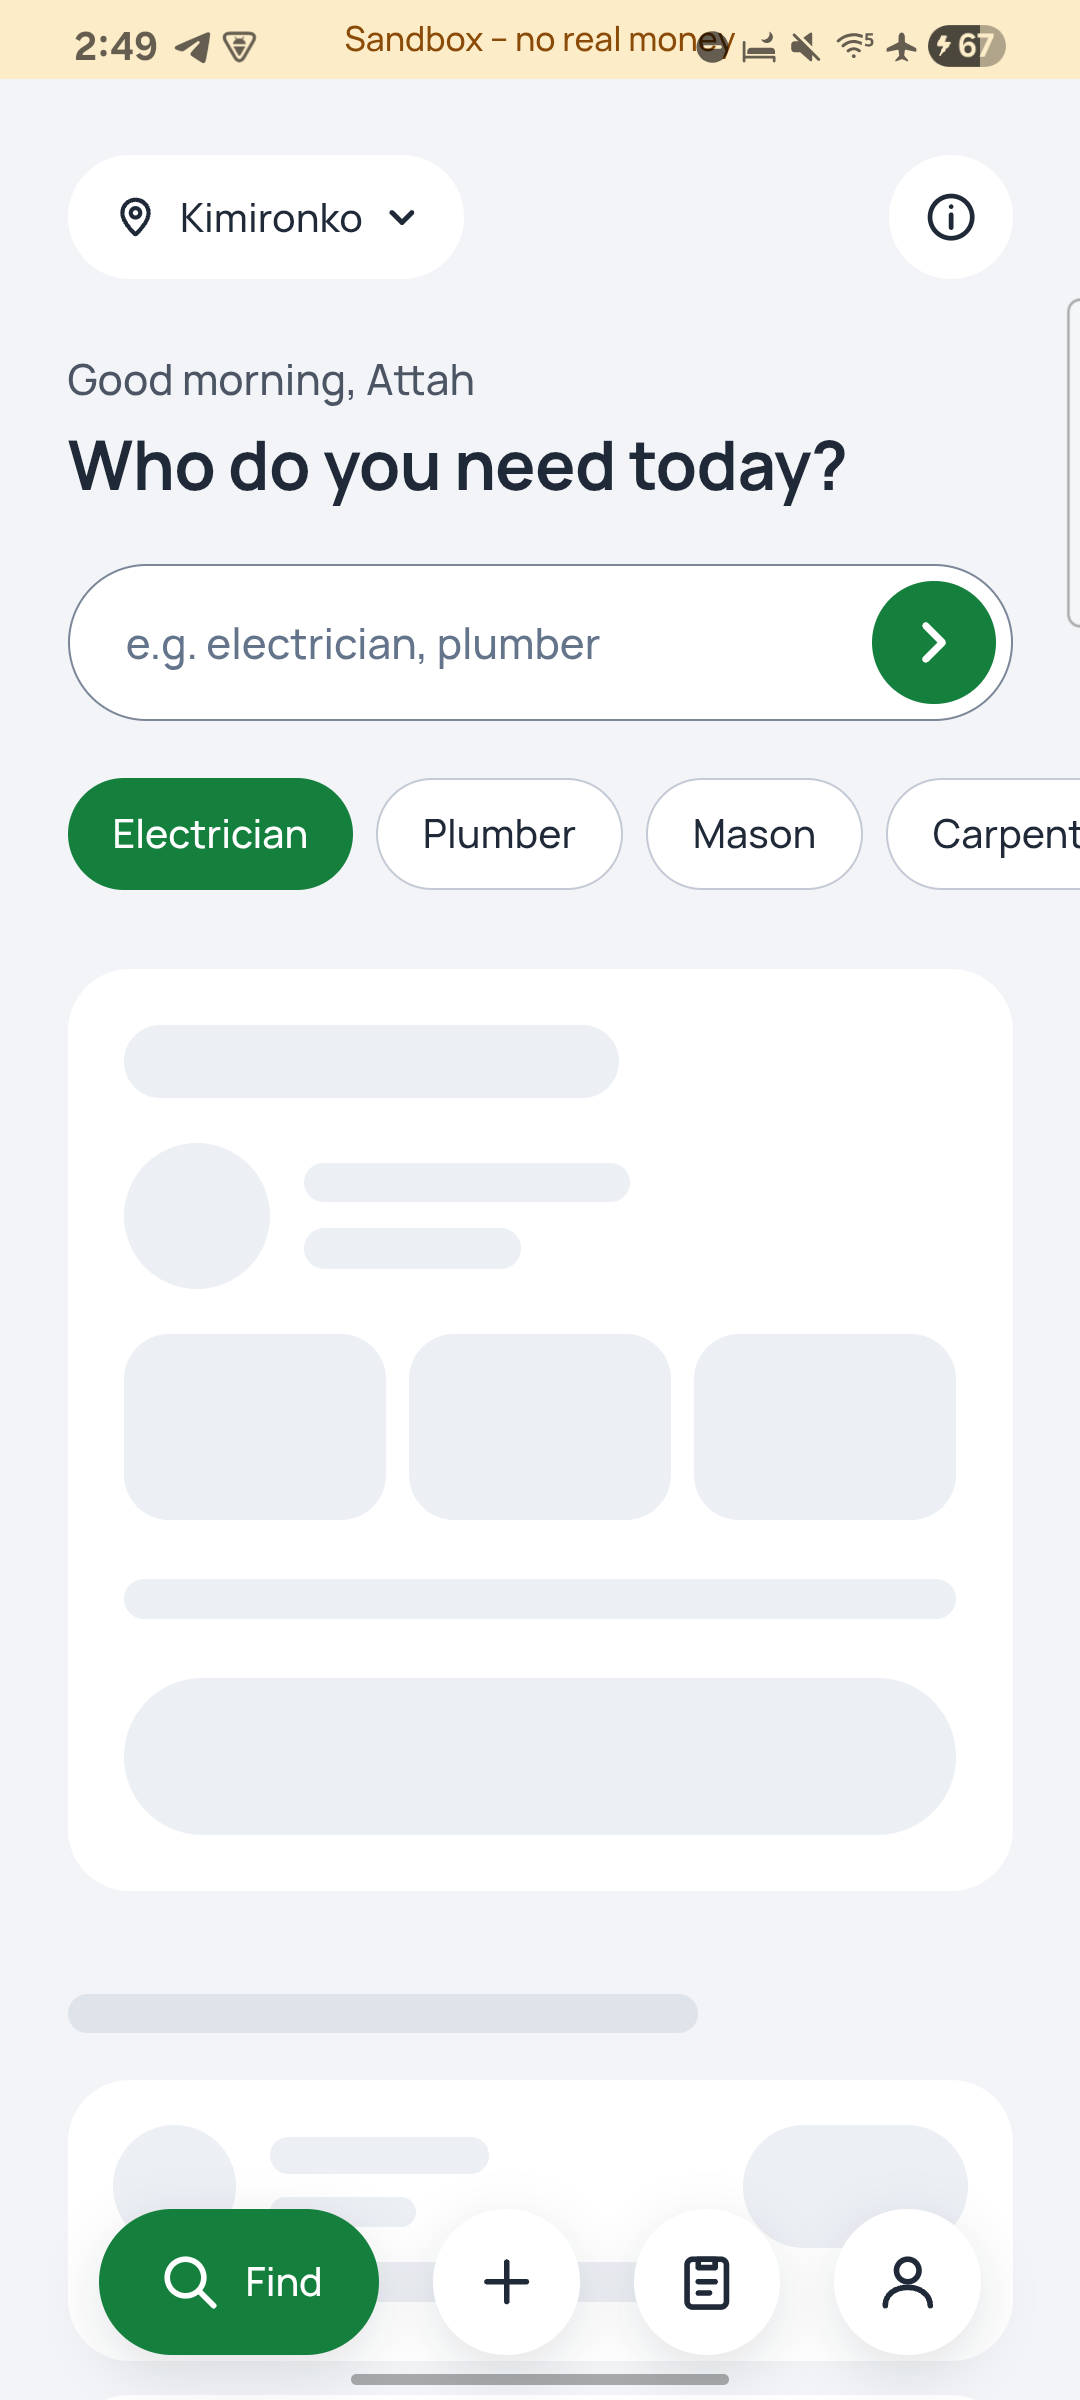 2:49
Sandbox – no real money
5
67
Kimironko
Good morning, Attah
Who do you need today?
e.g. electrician, plumber
Electrician
Plumber
Mason
Carpent
Find